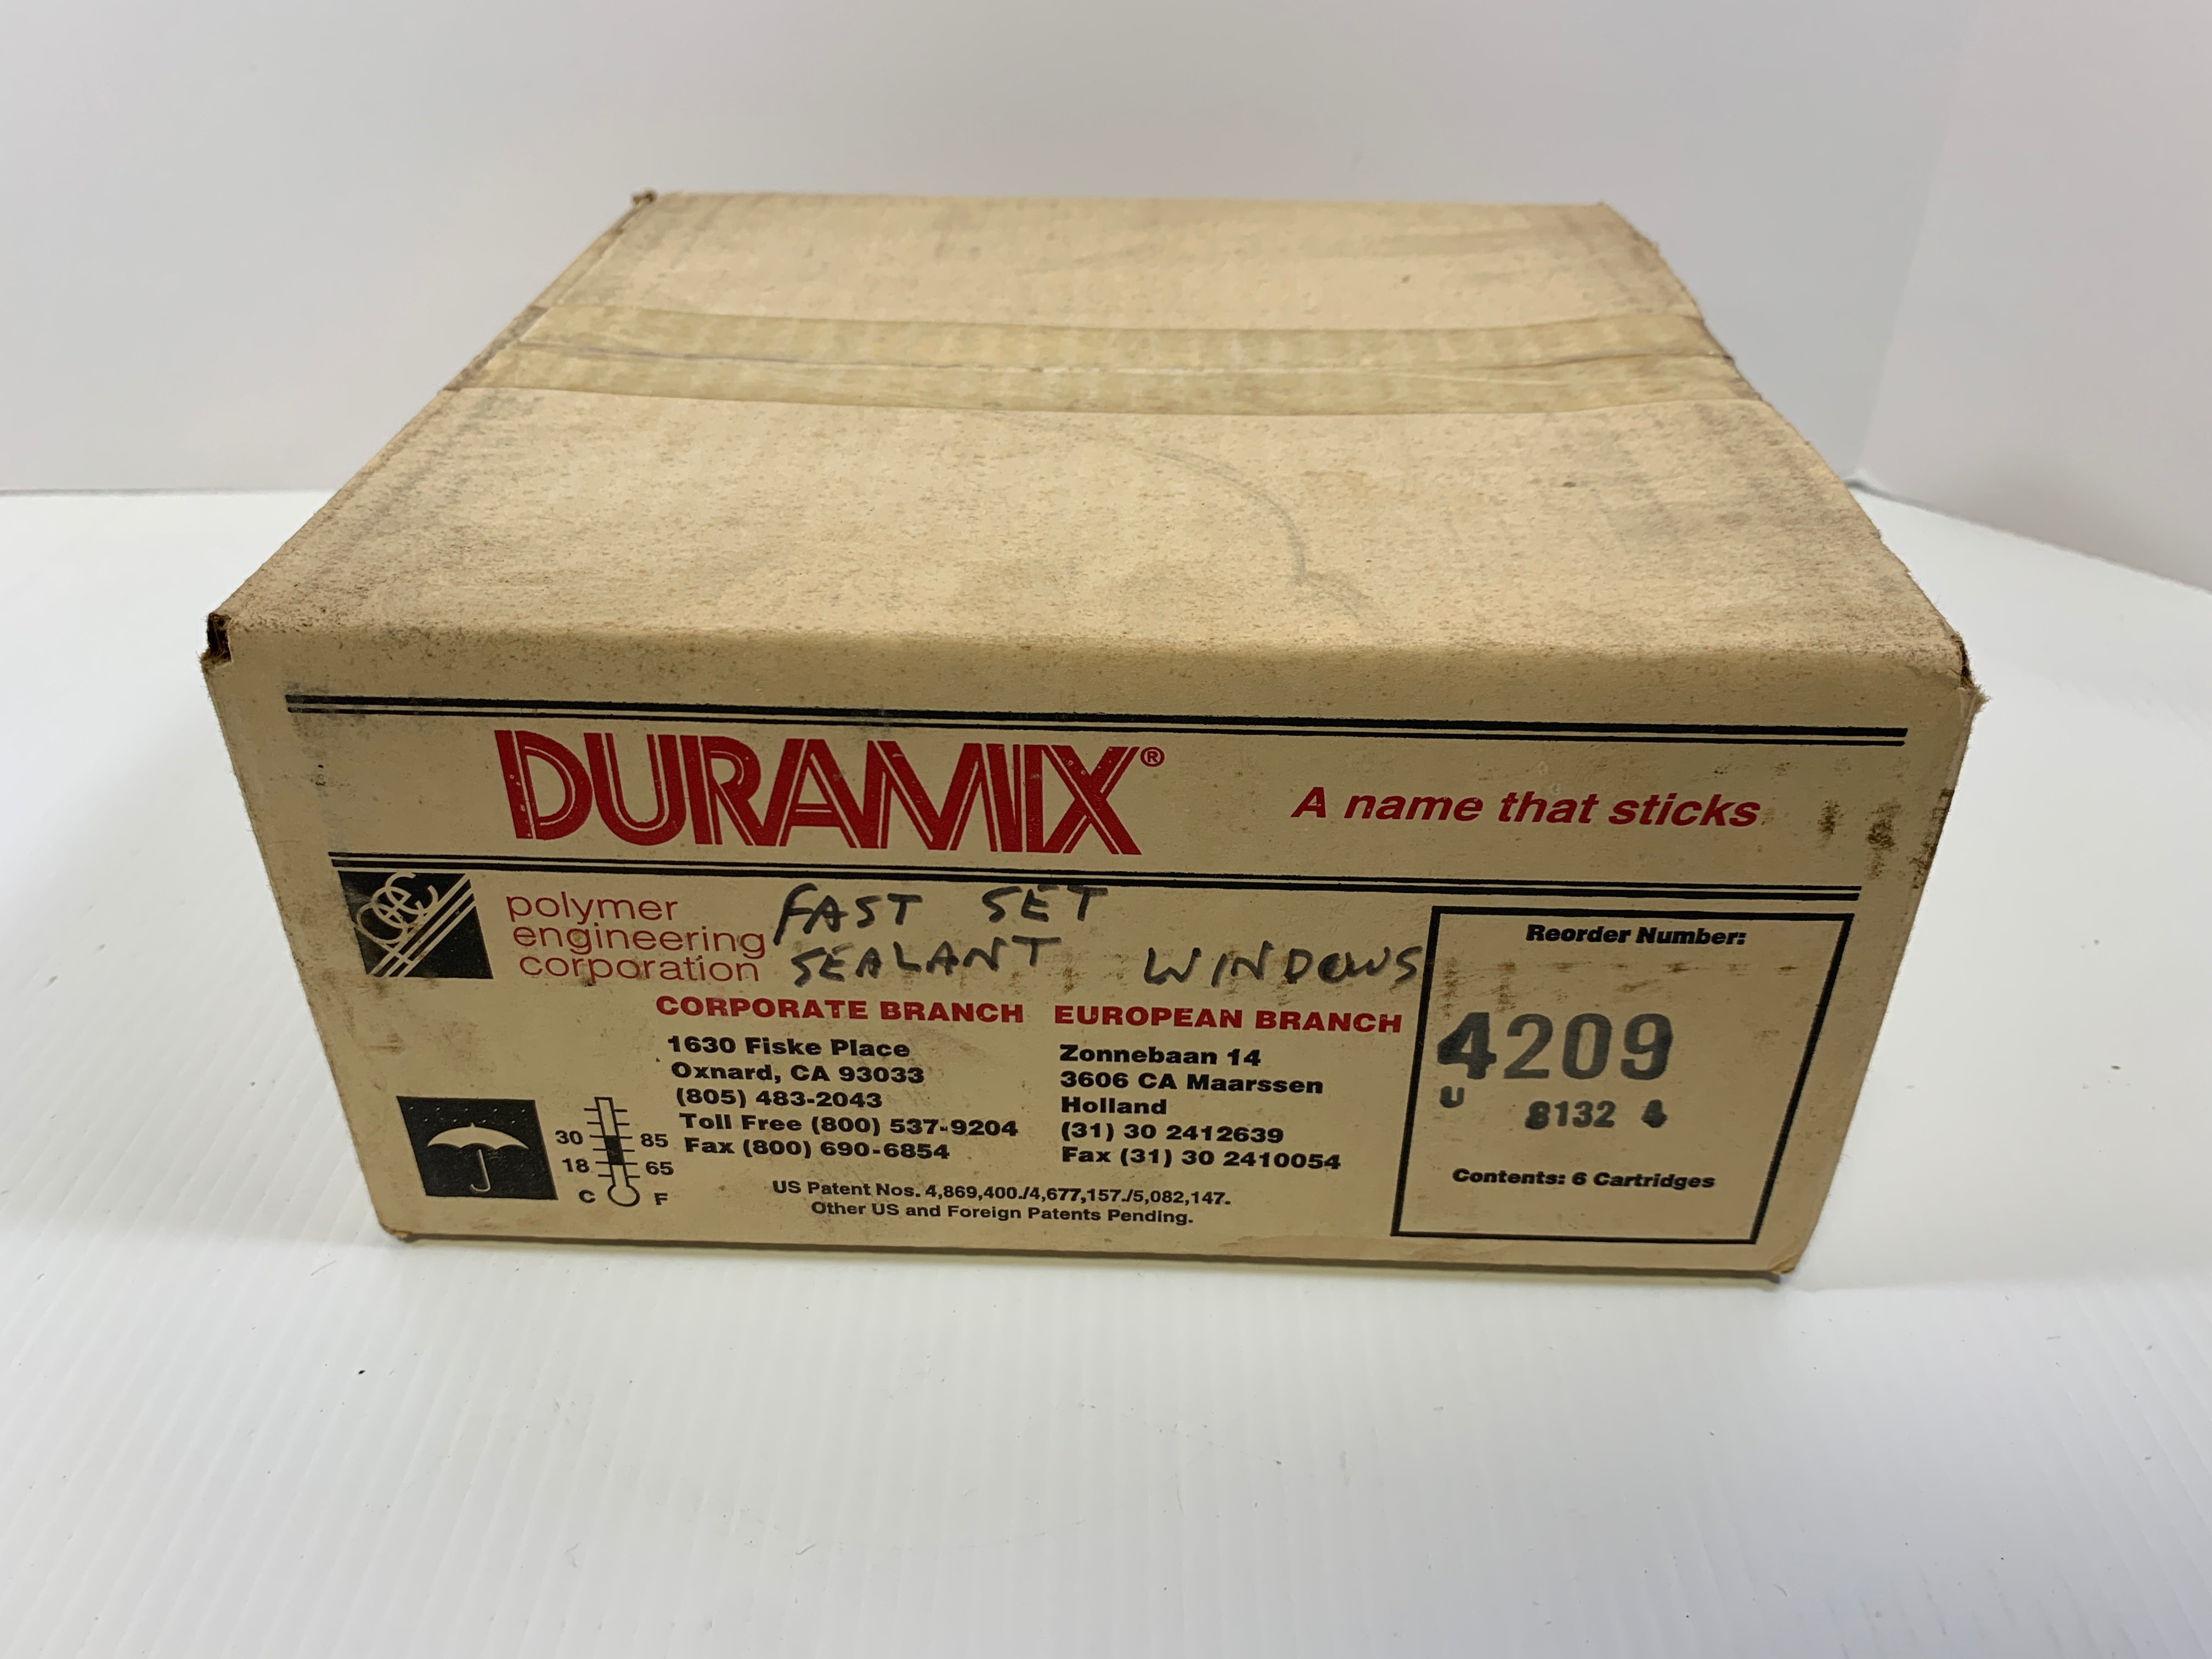 DURAMIX®
A name that sticks
polymer
engineering
corporation
FAST SET
SEALANT WINDOWS
CORPORATE BRANCH
1630 Fiske Place
Oxnard, CA 93033
(805) 483-2043
Toll Free (800) 537-9204
Fax (800) 690-6854
EUROPEAN BRANCH
Zonnebaan 14
3606 CA Maarssen
Holland
(31) 30 2412639
Fax (31) 30 2410054
30 85
18 65
C F
US Patent Nos. 4,869,400./4,677,157./5,082,147.
Other US and Foreign Patents Pending.
Reorder Number:
4209
U 8132 4
Contents: 6 Cartridges